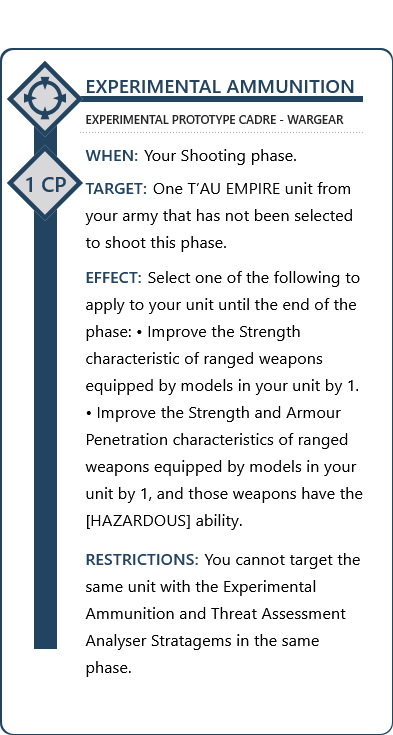 EXPERIMENTAL AMMUNITION
EXPERIMENTAL PROTOTYPE CADRE - WARGEAR
WHEN: Your Shooting phase.
1 CP
TARGET: One T’AU EMPIRE unit from
your army that has not been selected
to shoot this phase.
EFFECT: Select one of the following to
apply to your unit until the end of the
phase: • Improve the Strength
characteristic of ranged weapons
equipped by models in your unit by 1.
• Improve the Strength and Armour
Penetration characteristics of ranged
weapons equipped by models in your
unit by 1, and those weapons have the
[HAZARDOUS] ability.
RESTRICTIONS: You cannot target the
same unit with the Experimental
Ammunition and Threat Assessment
Analyser Stratagems in the same
phase.